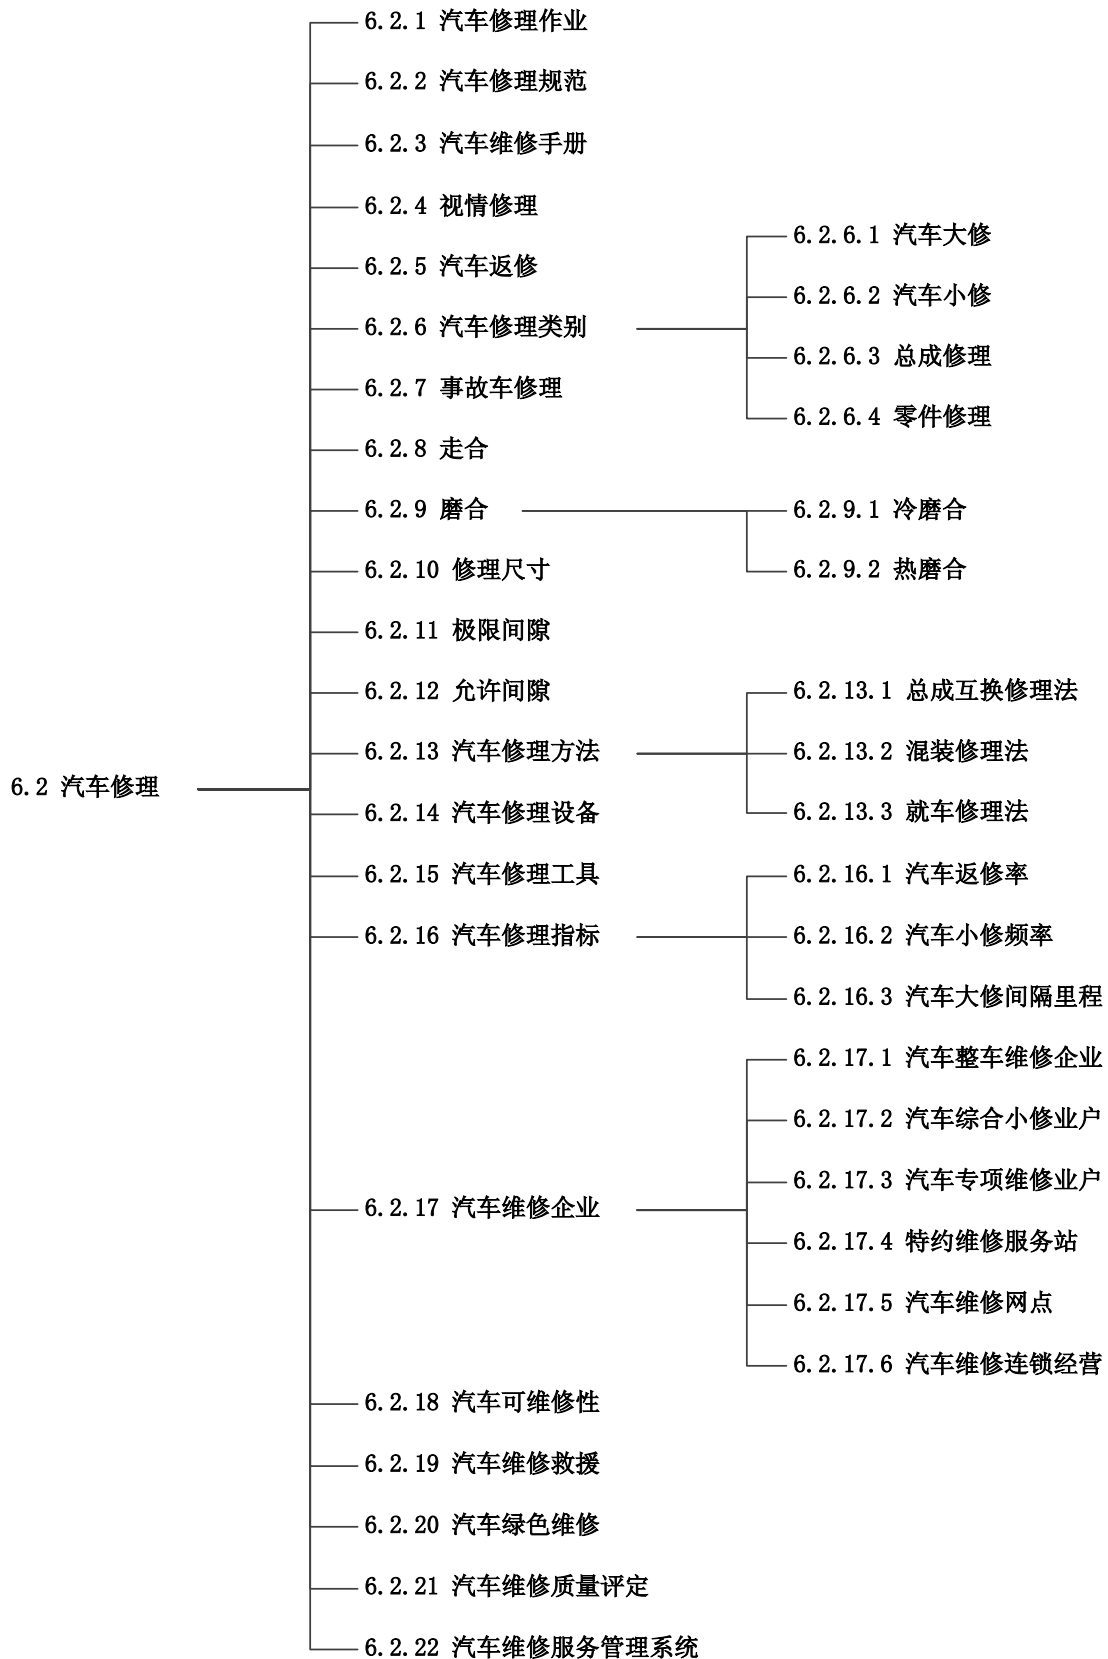 6.2 汽车修理
6.2.1 汽车修理作业
6.2.2 汽车修理规范
6.2.3 汽车维修手册
6.2.4 视情修理
6.2.5 汽车返修
6.2.6 汽车修理类别
6.2.6.1 汽车大修
6.2.6.2 汽车小修
6.2.6.3 总成修理
6.2.6.4 零件修理
6.2.7 事故车修理
6.2.8 走合
6.2.9 磨合
6.2.9.1 冷磨合
6.2.9.2 热磨合
6.2.10 修理尺寸
6.2.11 极限间隙
6.2.12 允许间隙
6.2.13 汽车修理方法
6.2.13.1 总成互换修理法
6.2.13.2 混装修理法
6.2.13.3 就车修理法
6.2.14 汽车修理设备
6.2.15 汽车修理工具
6.2.16 汽车修理指标
6.2.16.1 汽车返修率
6.2.16.2 汽车小修频率
6.2.16.3 汽车大修间隔里程
6.2.17 汽车维修企业
6.2.17.1 汽车整车维修企业
6.2.17.2 汽车综合小修业户
6.2.17.3 汽车专项维修业户
6.2.17.4 特约维修服务站
6.2.17.5 汽车维修网点
6.2.17.6 汽车维修连锁经营
6.2.18 汽车可维修性
6.2.19 汽车维修救援
6.2.20 汽车绿色维修
6.2.21 汽车维修质量评定
6.2.22 汽车维修服务管理系统